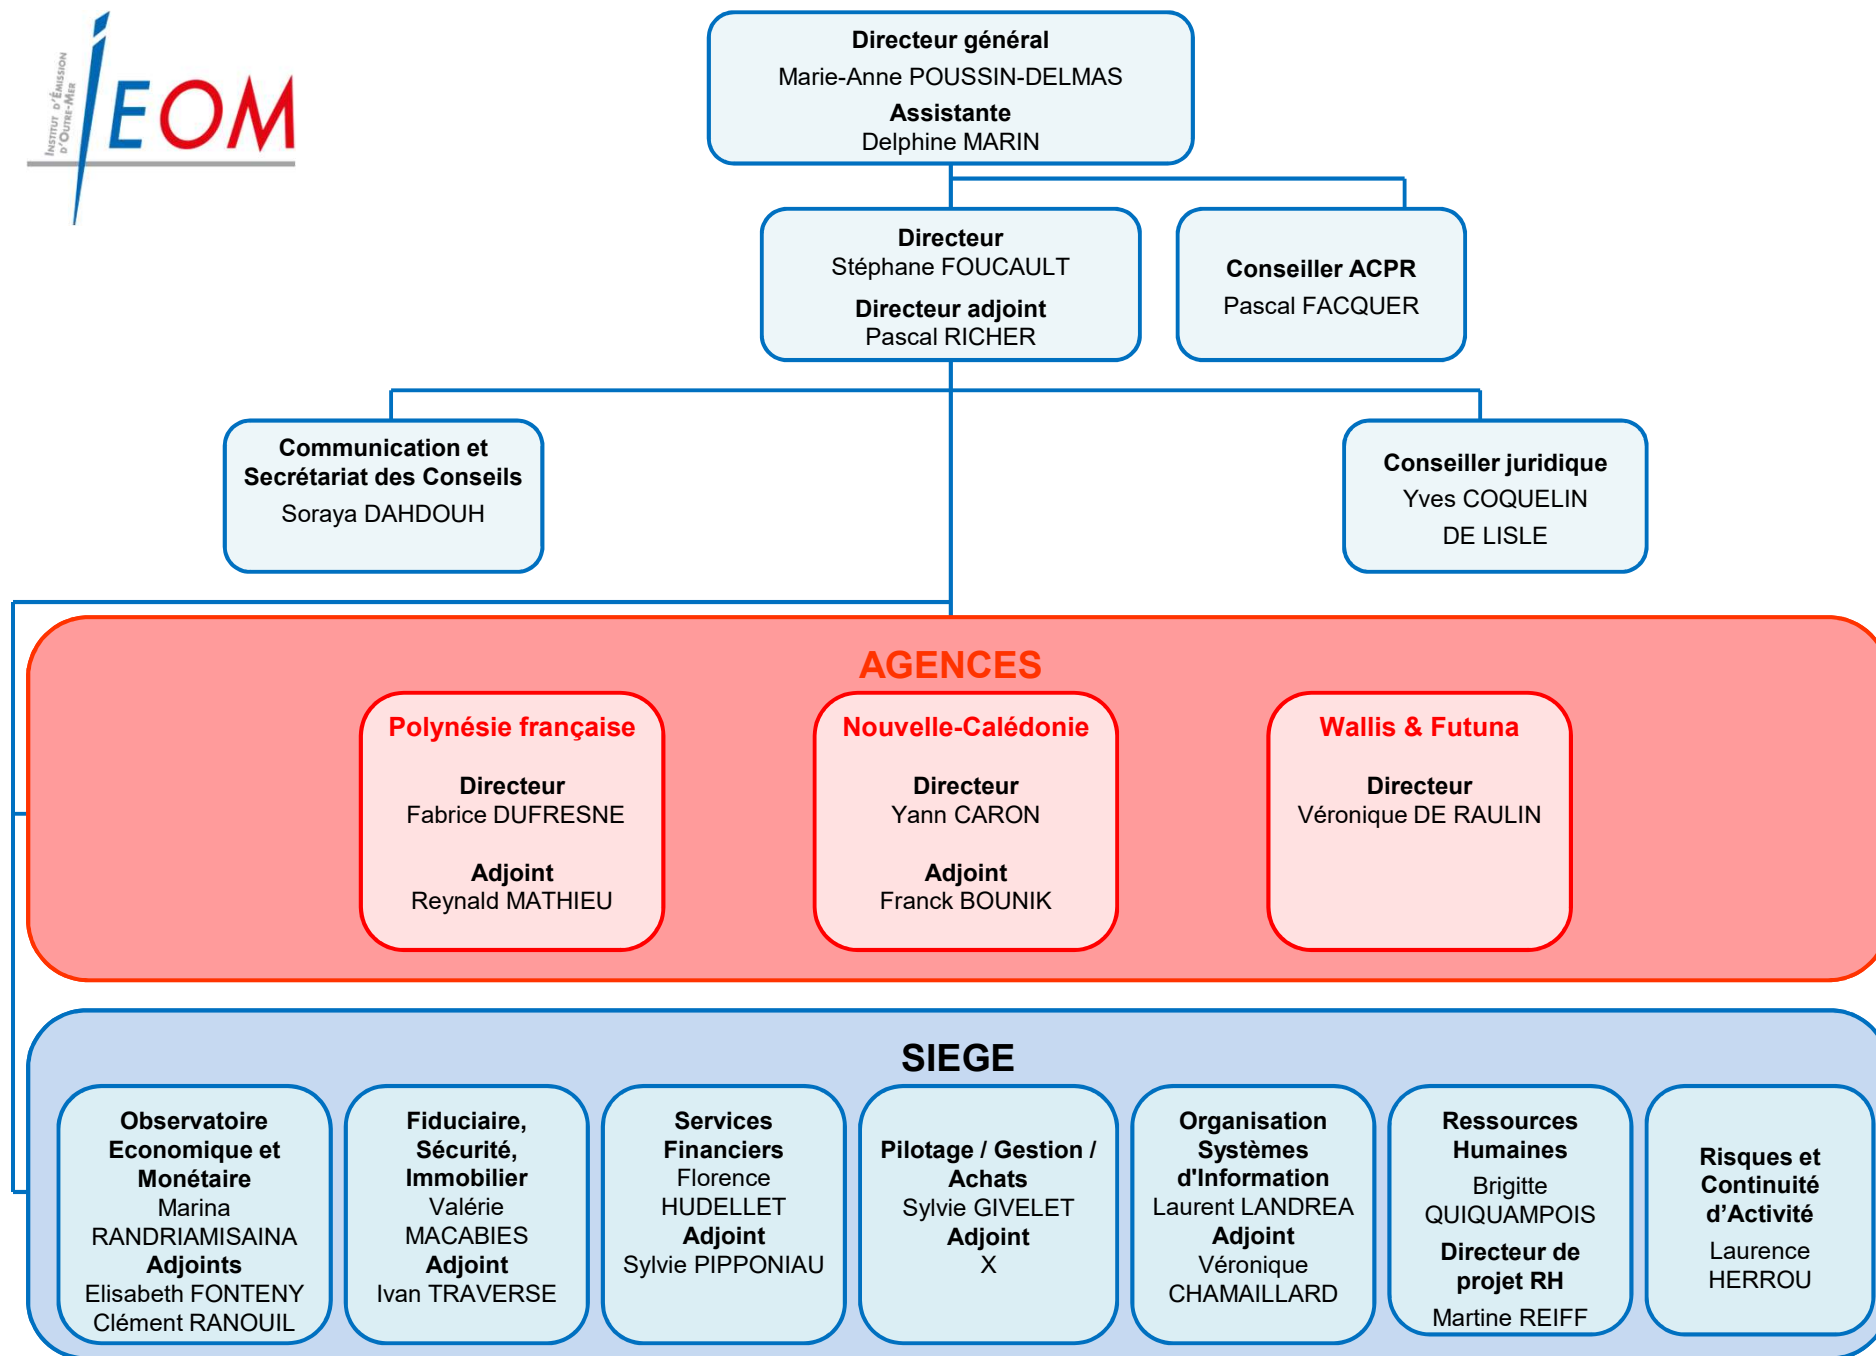 INSTITUT D'ÉMISSION
D'OUTRE-MER
IEOM
Directeur général
Marie-Anne POUSSIN-DELMAS
Assistante
Delphine MARIN
Directeur
Stéphane FOUCAULT
Directeur adjoint
Pascal RICHER
Conseiller ACPR
Pascal FACQUER
Communication et
Secrétariat des Conseils
Soraya DAHDOUH
Conseiller juridique
Yves COQUELIN
DE LISLE
AGENCES
Polynésie française
Directeur
Fabrice DUFRESNE
Adjoint
Reynald MATHIEU
Nouvelle-Calédonie
Directeur
Yann CARON
Adjoint
Franck BOUNIK
Wallis & Futuna
Directeur
Véronique DE RAULIN
SIEGE
Observatoire
Economique et
Monétaire
Marina
RANDRIAMISAINA
Adjoints
Elisabeth FONTENY
Clément RANOUIL
Fiduciaire,
Sécurité,
Immobilier
Valérie
MACABIES
Adjoint
Ivan TRAVERSE
Services
Financiers
Florence
HUDELLET
Adjoint
Sylvie PIPPONIAU
Pilotage / Gestion /
Achats
Sylvie GIVELET
Adjoint
X
Organisation
Systèmes
d'Information
Laurent LANDREA
Adjoint
Véronique
CHAMAILLARD
Ressources
Humaines
Brigitte
QUIQUAMPOIS
Directeur de
projet RH
Martine REIFF
Risques et
Continuité
d’Activité
Laurence
HERROU